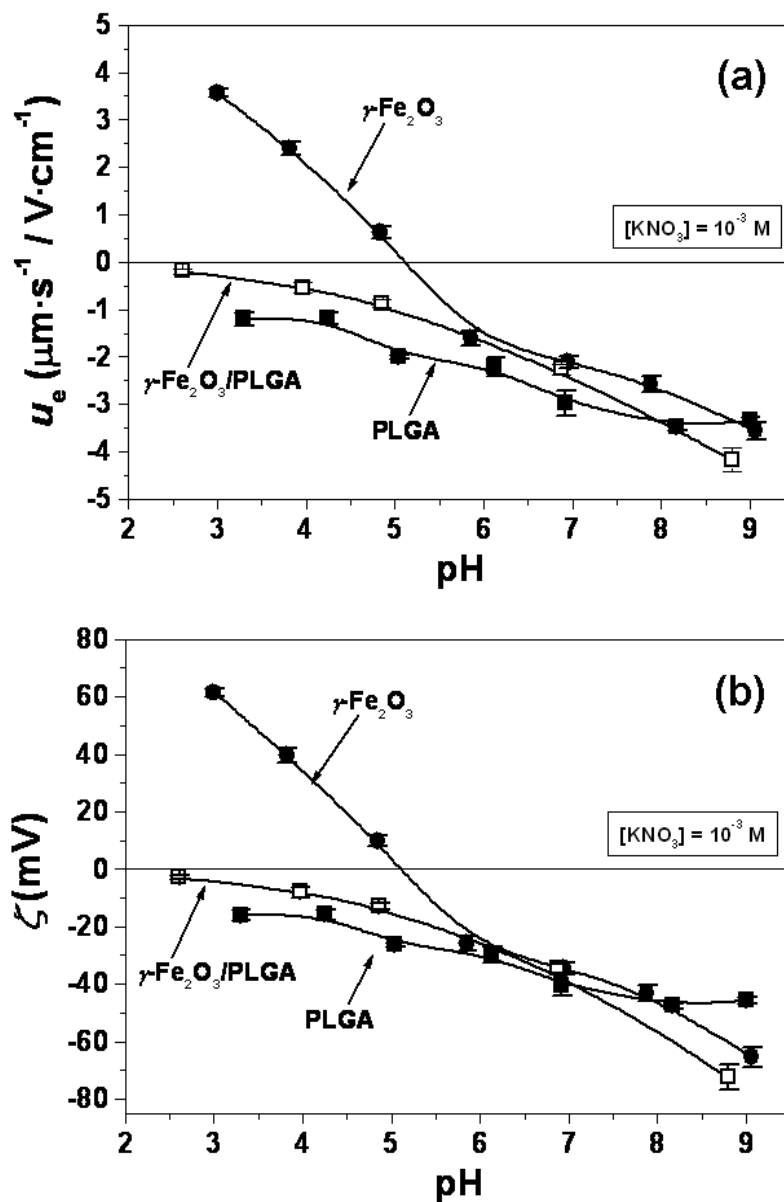 (a)
γ-Fe₂O₃
[KNO₃] = 10⁻³ M
γ-Fe₂O₃/PLGA
PLGA
uₑ (μm·s⁻¹ / V·cm⁻¹)
5
4
3
2
1
0
-1
-2
-3
-4
-5
2 3 4 5 6 7 8 9
pH
(b)
γ-Fe₂O₃
[KNO₃] = 10⁻³ M
γ-Fe₂O₃/PLGA
PLGA
ζ (mV)
80
60
40
20
0
-20
-40
-60
-80
2 3 4 5 6 7 8 9
pH